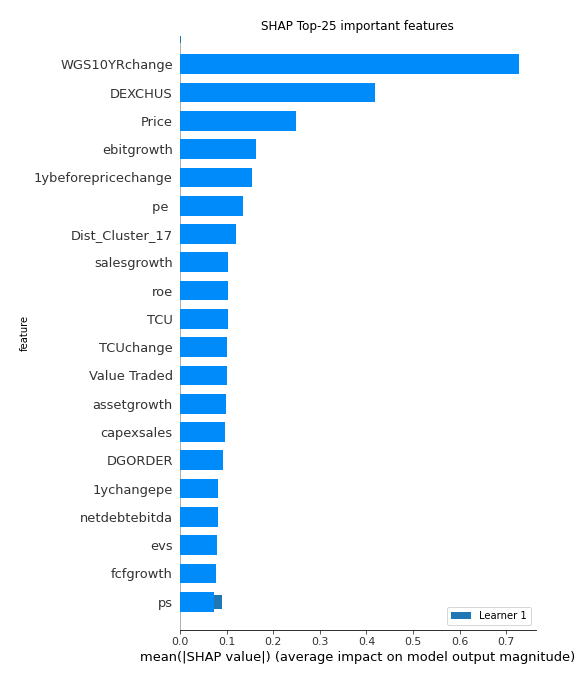 SHAP Top-25 important features
WGS10YRchange
DEXCHUS
Price
ebitgrowth
1ybeforepricechange
pe
Dist_Cluster_17
salesgrowth
roe
TCU
TCUchange
Value Traded
assetgrowth
capexsales
DGORDER
1ychangepe
netdebtebitda
evs
fcfgrowth
ps
feature
Learner 1
0.0 0.1 0.2 0.3 0.4 0.5 0.6 0.7
mean(|SHAP value|) (average impact on model output magnitude)